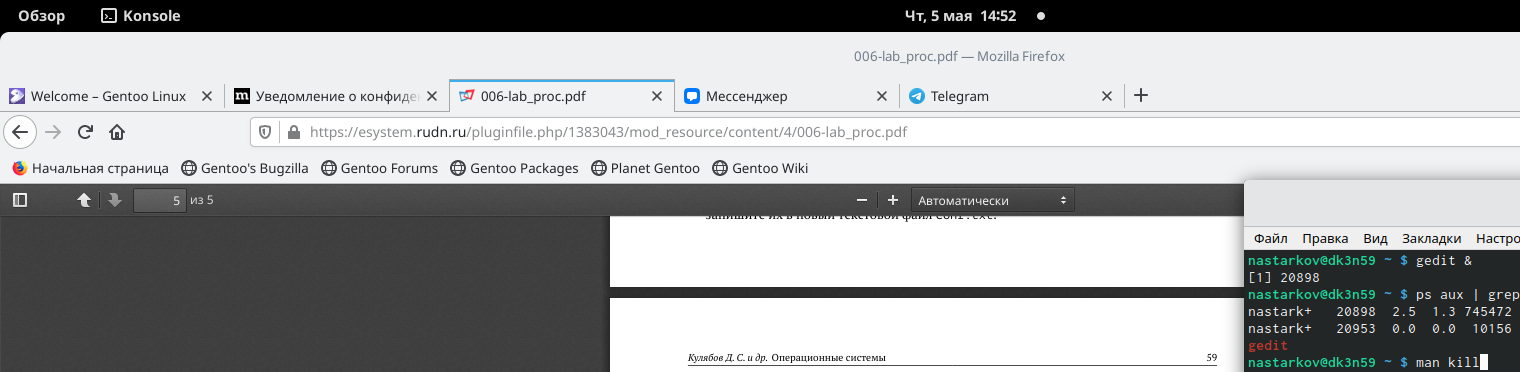 Обзор Konsole Чт, 5 мая 14:52
006-lab_proc.pdf — Mozilla Firefox
Welcome – Gentoo Linux Уведомление о конфиде 006-lab_proc.pdf Мессенджер Telegram
https://esystem.rudn.ru/pluginfile.php/1383043/mod_resource/content/4/006-lab_proc.pdf
Начальная страница Gentoo's Bugzilla Gentoo Forums Gentoo Packages Planet Gentoo Gentoo Wiki
5 из 5 Автоматически
запишите их в новый текстовой файл conf.txt.
Кулябов Д. С. и др. Операционные системы 59
Файл Правка Вид Закладки Настро
nastarkov@dk3n59 ~ $ gedit &
[1] 20898
nastarkov@dk3n59 ~ $ ps aux | grep
nastark+ 20898 2.5 1.3 745472
nastark+ 20953 0.0 0.0 10156
gedit
nastarkov@dk3n59 ~ $ man kill